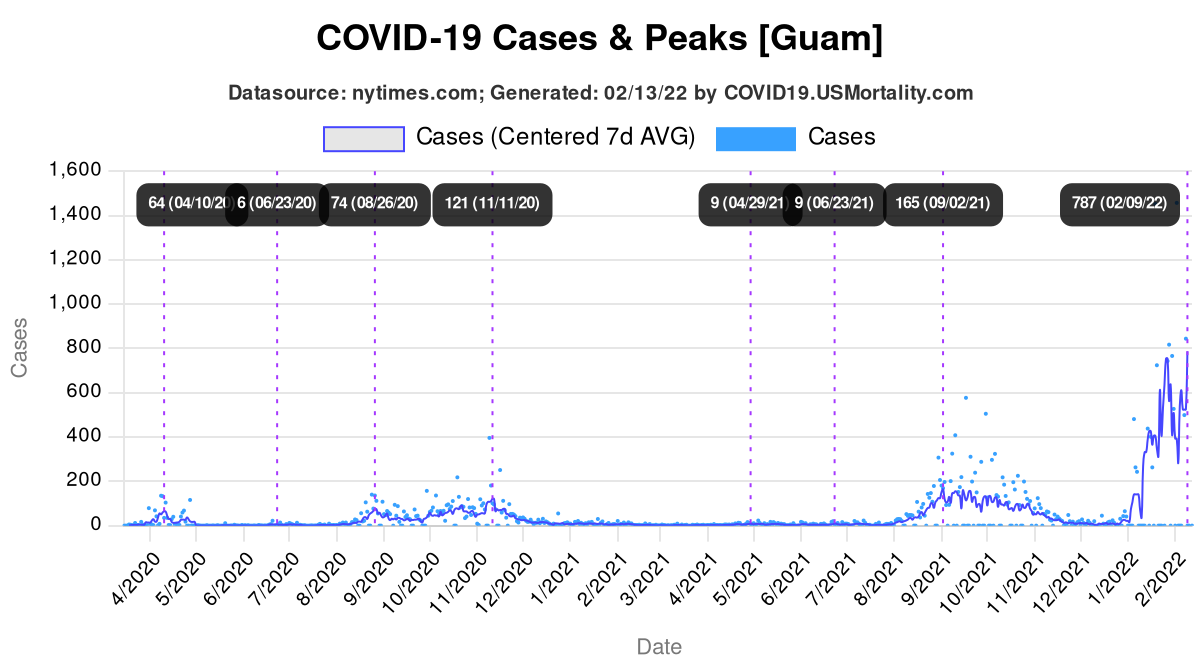 COVID-19 Cases & Peaks [Guam]
Datasource: nytimes.com; Generated: 02/13/22 by COVID19.USMortality.com
Cases (Centered 7d AVG) Cases
1,600
64 (04/10/20) 6 (06/23/20) 74 (08/26/20) 121 (11/11/20) 9 (04/29/21) 9 (06/23/21) 165 (09/02/21) 787 (02/09/22)
1,400
1,200
1,000
800
600
400
200
0
Cases
4/2020 5/2020 6/2020 7/2020 8/2020 9/2020 10/2020 11/2020 12/2020 1/2021 2/2021 3/2021 4/2021 5/2021 6/2021 7/2021 8/2021 9/2021 10/2021 11/2021 12/2021 1/2022 2/2022
Date